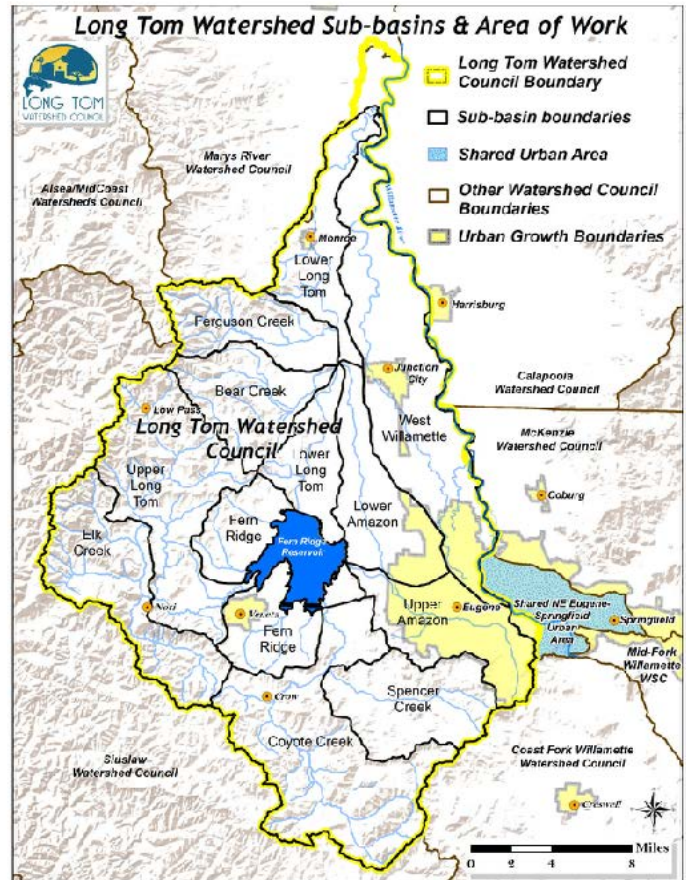 Long Tom Watershed Sub-basins & Area of Work
LONG TOM
WATERSHED COUNCIL
Long Tom Watershed
Council Boundary
Sub-basin boundaries
Shared Urban Area
Other Watershed Council
Boundaries
Urban Growth Boundaries
Marys River
Watershed Council
Alsea/MidCoast
Watersheds Council
Willamette River
Monroe
Lower
Long
Tom
Harrisburg
Ferguson Creek
Junction
City
Calapooia
Watershed Council
Bear Creek
Low Pass
West
Willamette
Long Tom Watershed
Council
McKenzie
Watershed Council
Upper
Long
Tom
Lower
Long
Tom
Coburg
Elk
Creek
Fern
Ridge
Lower
Amazon
Fern Ridge
Reservoir
Shared NE Eugene-
Springfield
Urban
Area
Noti
Veneta
Upper
Amazon
Eugene
Springfield
Fern
Ridge
Mid-Fork
Willamette
WSC
Crow
Spencer
Creek
Coyote Creek
Siuslaw
Watershed Council
Coast Fork Willamette
Watershed Council
Creswell
Miles
0 2 4 8